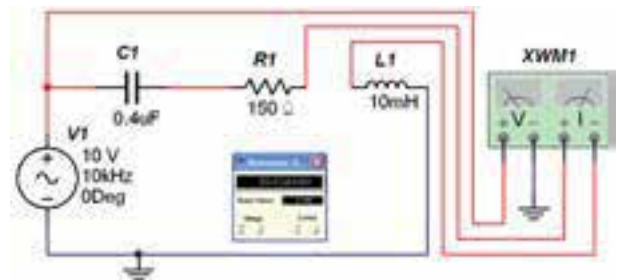 C1
R1
L1
XWM1
0.4uF
150 Ω
10mH
V I
V1
10 V
10kHz
0Deg